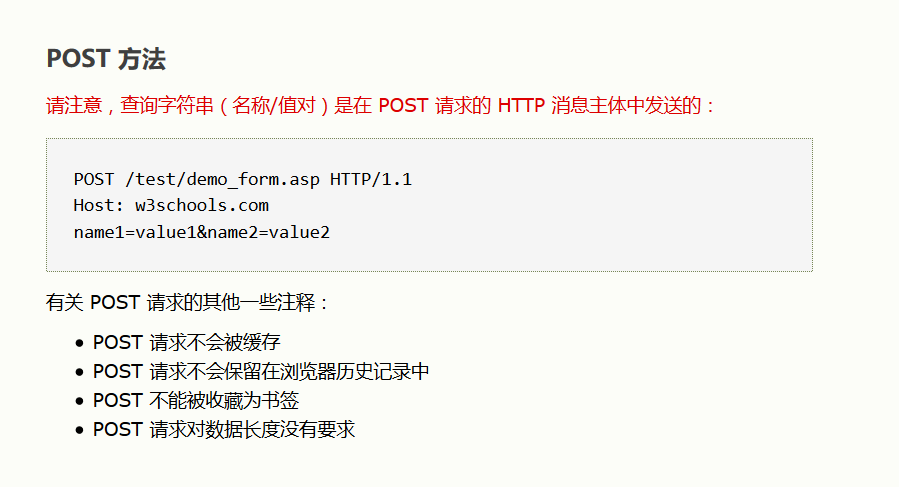 POST 方法
请注意，查询字符串（名称/值对）是在 POST 请求的 HTTP 消息主体中发送的：
POST /test/demo_form.asp HTTP/1.1
Host: w3schools.com
name1=value1&name2=value2
有关 POST 请求的其他一些注释：
• POST 请求不会被缓存
• POST 请求不会保留在浏览器历史记录中
• POST 不能被收藏为书签
• POST 请求对数据长度没有要求